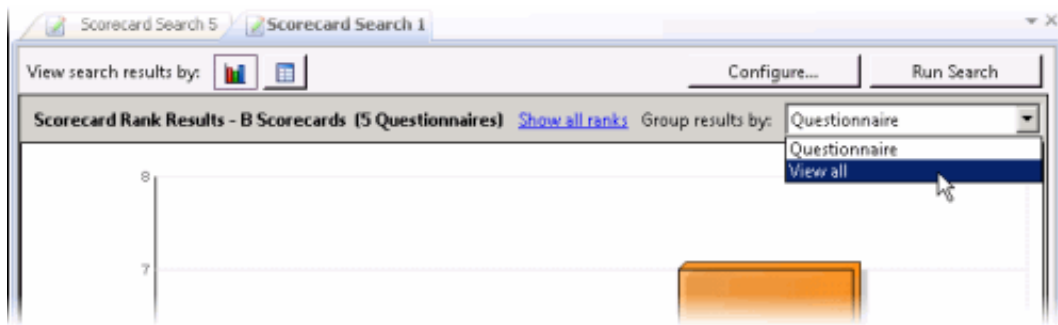 Scorecard Search 5 Scorecard Search 1
View search results by: Configure... Run Search
Scorecard Rank Results - B Scorecards (5 Questionnaires) Show all ranks Group results by: Questionnaire
Questionnaire
View all
8
7